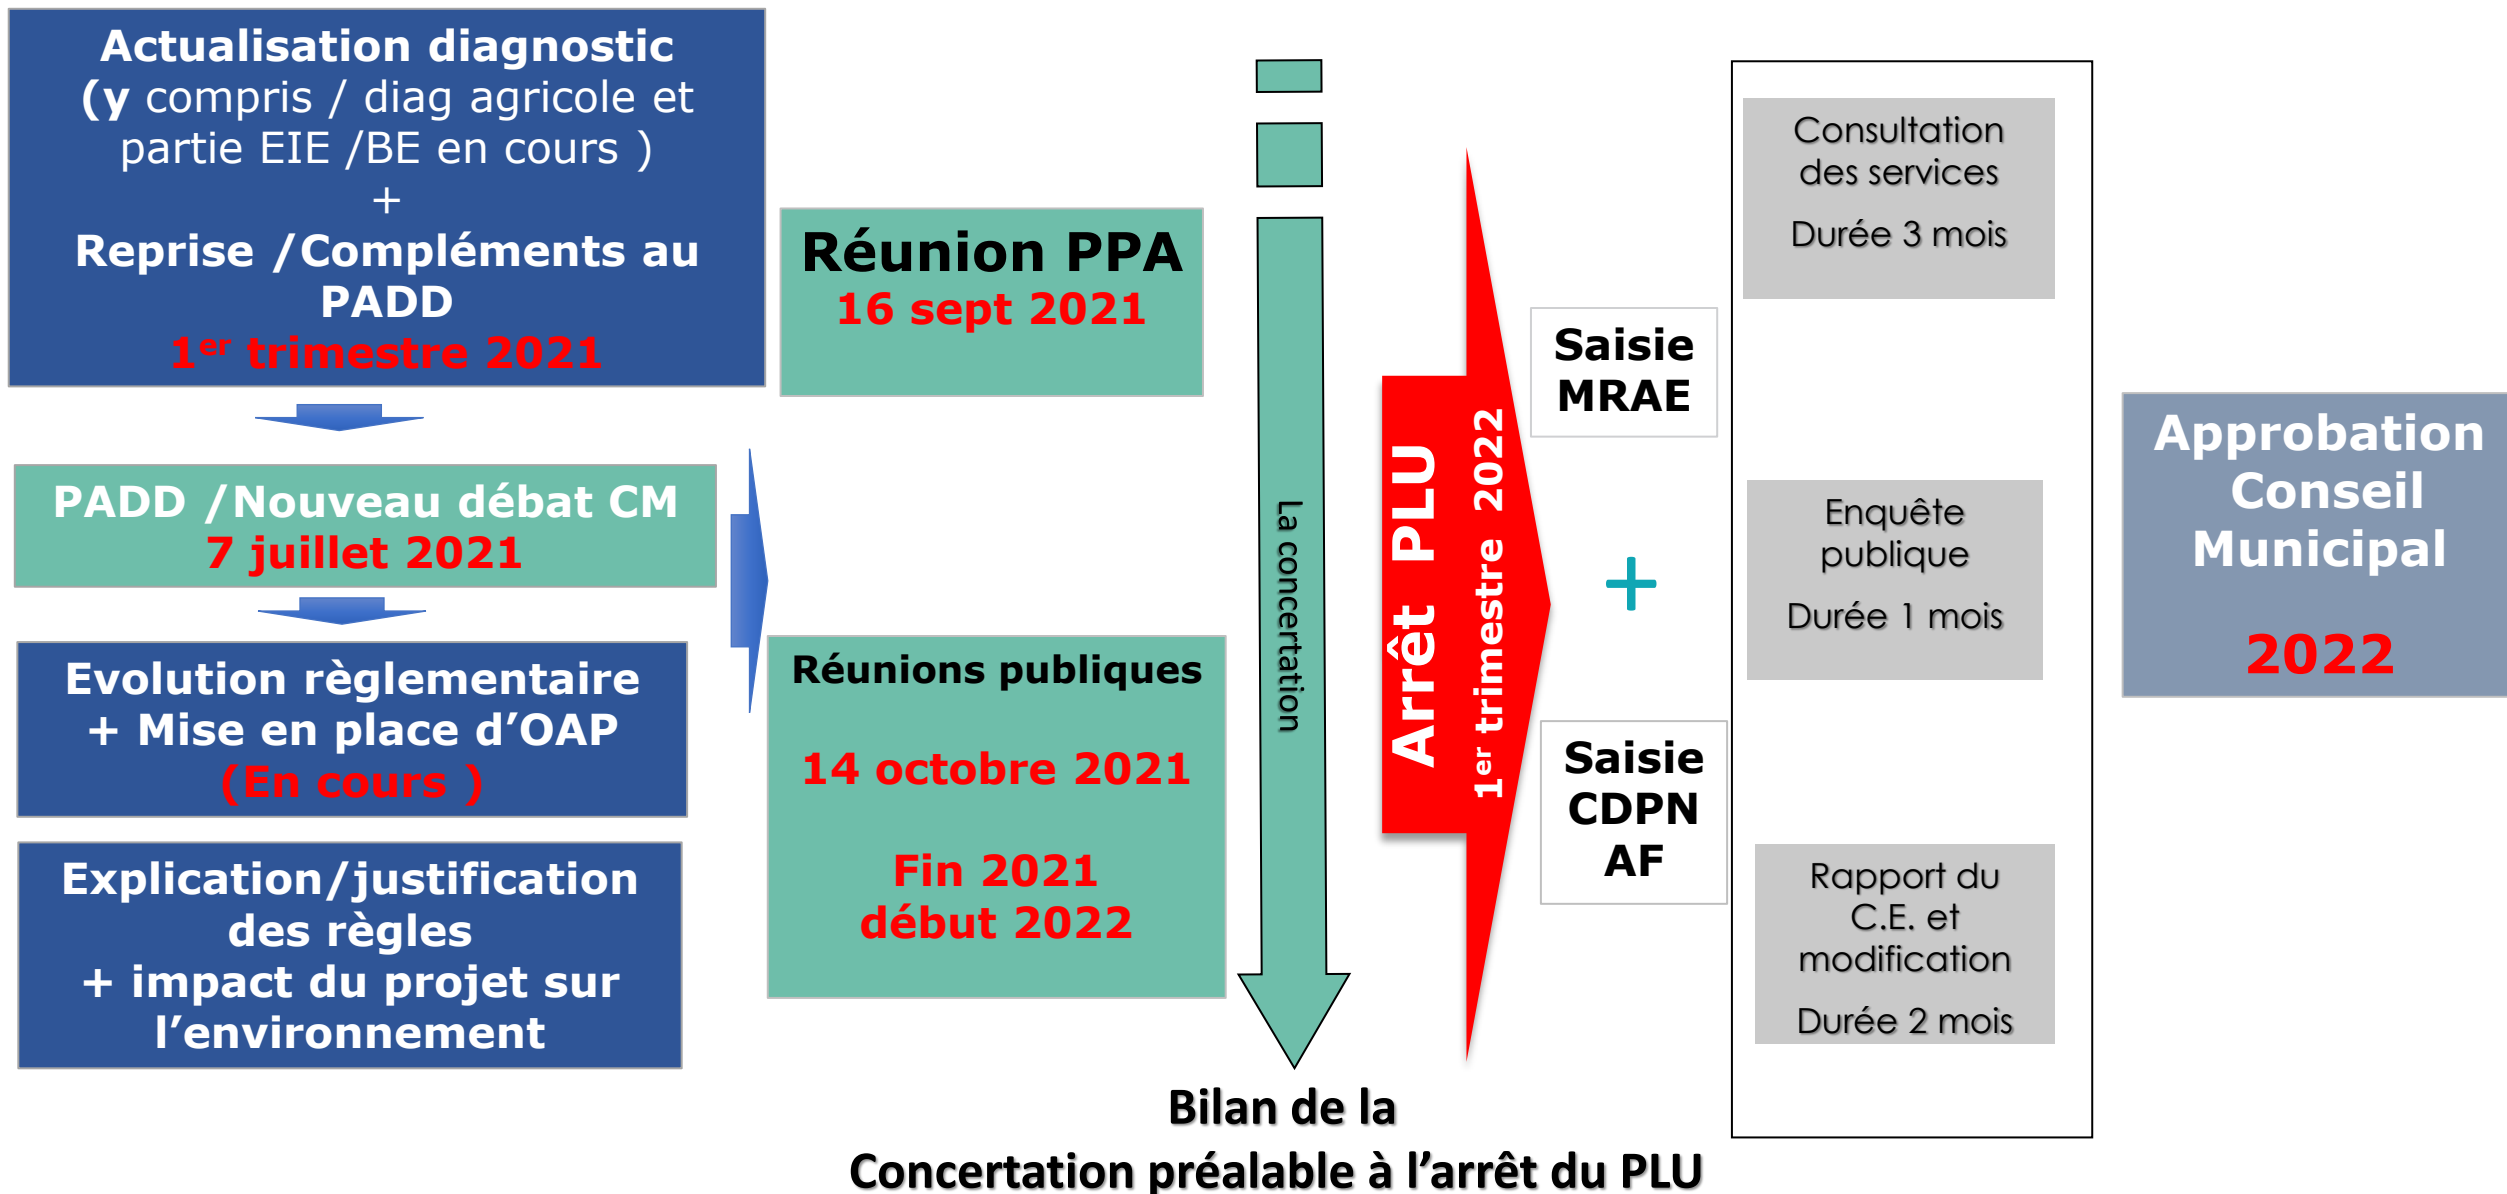 Actualisation diagnostic
(y compris / diag agricole et
partie EIE /BE en cours )
+
Reprise /Compléments au
PADD
1er trimestre 2021
PADD /Nouveau débat CM
7 juillet 2021
Evolution règlementaire
+ Mise en place d’OAP
(En cours )
Explication/justification
des règles
+ impact du projet sur
l’environnement
Réunion PPA
16 sept 2021
Réunions publiques
14 octobre 2021
Fin 2021
début 2022
La concertation
Bilan de la
Concertation préalable à l’arrêt du PLU
Arrêt PLU
1er trimestre 2022
Saisie
MRAE
+
Saisie
CDPN
AF
Consultation
des services
Durée 3 mois
Enquête
publique
Durée 1 mois
Rapport du
C.E. et
modification
Durée 2 mois
Approbation
Conseil
Municipal
2022